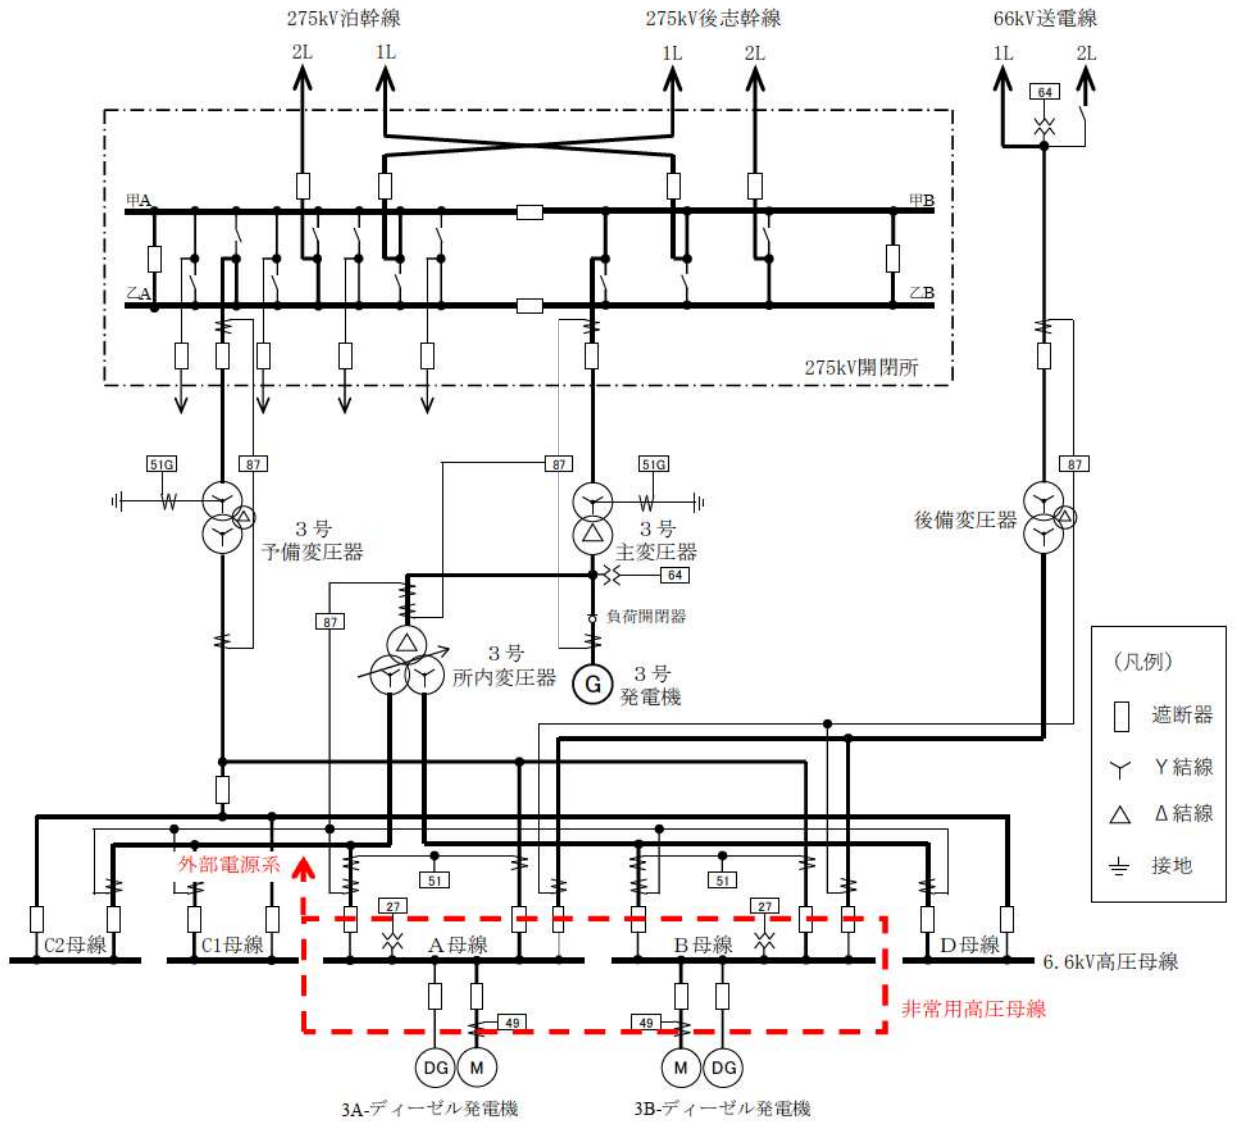 275kV泊幹線
275kV後志幹線
66kV送電線
2L
1L
1L
2L
1L
2L
64
甲A
甲B
乙A
乙B
275kV開閉所
51G
87
87
51G
87
3号
予備変圧器
3号
主変圧器
後備変圧器
64
87
負荷開閉器
3号
所内変圧器
G
3号
発電機
(凡例)
遮断器
Y結線
Δ結線
接地
外部電源系
51
51
27
27
C2母線
C1母線
A母線
B母線
D母線
6.6kV高圧母線
非常用高圧母線
49
49
DG
M
M
DG
3A-ディーゼル発電機
3B-ディーゼル発電機